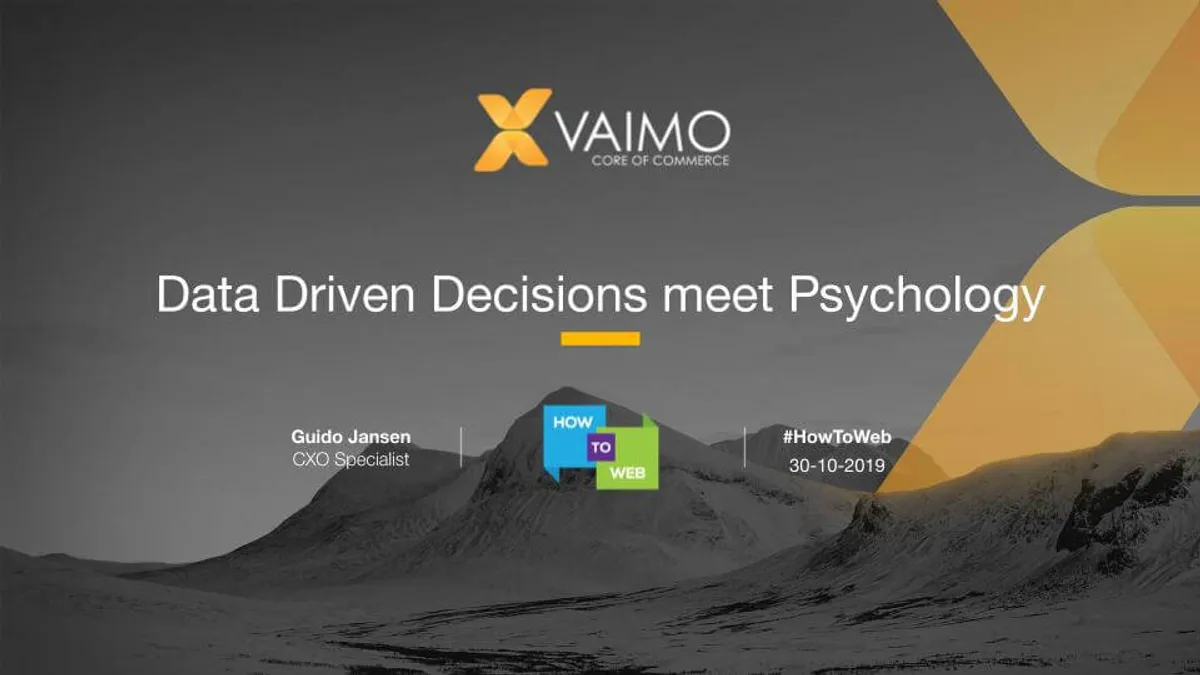 VAIMO
CORE OF COMMERCE
Data Driven Decisions meet Psychology
Guido Jansen
CXO Specialist
HOW
TO
WEB
#HowToWeb
30-10-2019